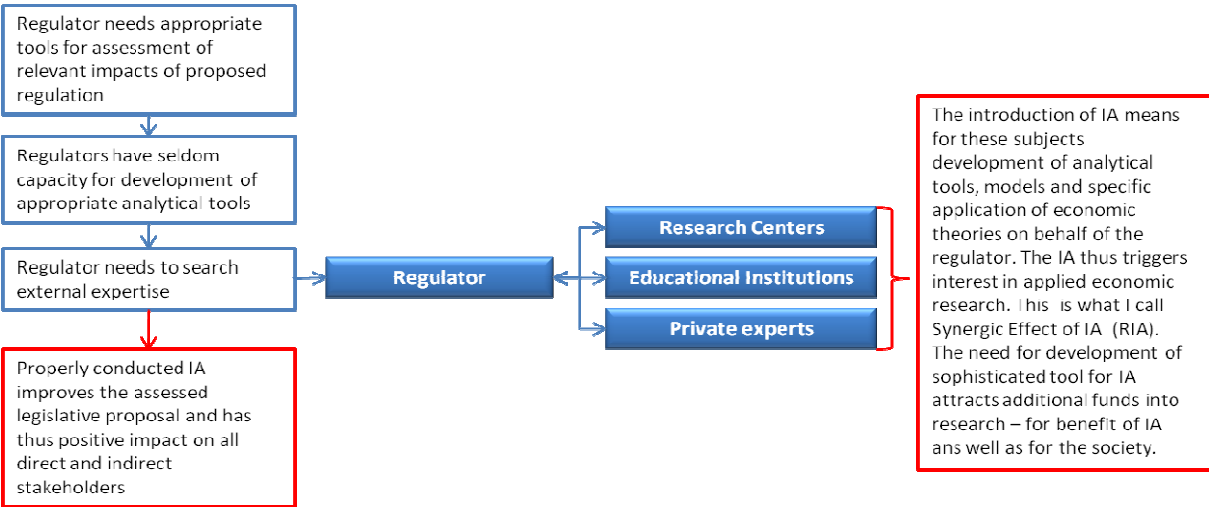 Regulator needs appropriate
tools for assessment of
relevant impacts of proposed
regulation
Regulators have seldom
capacity for development of
appropriate analytical tools
Regulator needs to search
external expertise
Properly conducted IA
improves the assessed
legislative proposal and has
thus positive impact on all
direct and indirect
stakeholders
Regulator
Research Centers
Educational Institutions
Private experts
The introduction of IA means
for these subjects
development of analytical
tools, models and specific
application of economic
theories on behalf of the
regulator. The IA thus triggers
interest in applied economic
research. This is what I call
Synergic Effect of IA (RIA).
The need for development of
sophisticated tool for IA
attracts additional funds into
research – for benefit of IA
ans well as for the society.